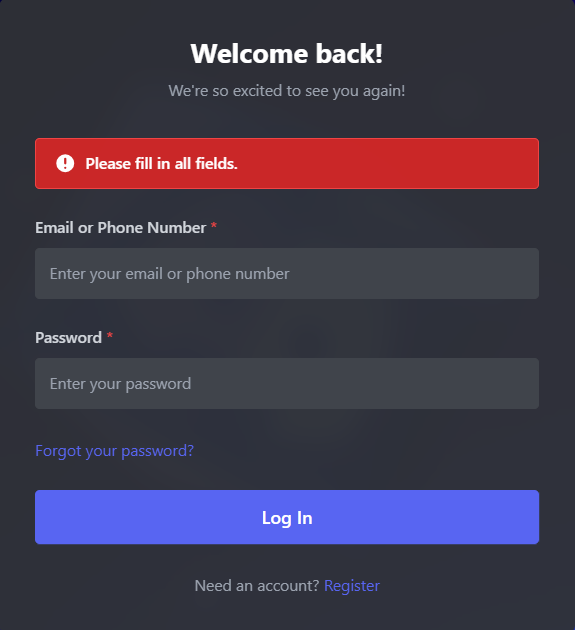 Welcome back!
We're so excited to see you again!
Please fill in all fields.
Email or Phone Number *
Enter your email or phone number
Password *
Enter your password
Forgot your password?
Log In
Need an account? Register